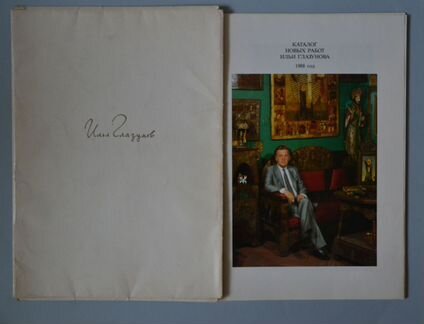 Илья Глазунов
КАТАЛОГ
НОВЫХ РАБОТ
ИЛЬИ ГЛАЗУНОВА
1988 год